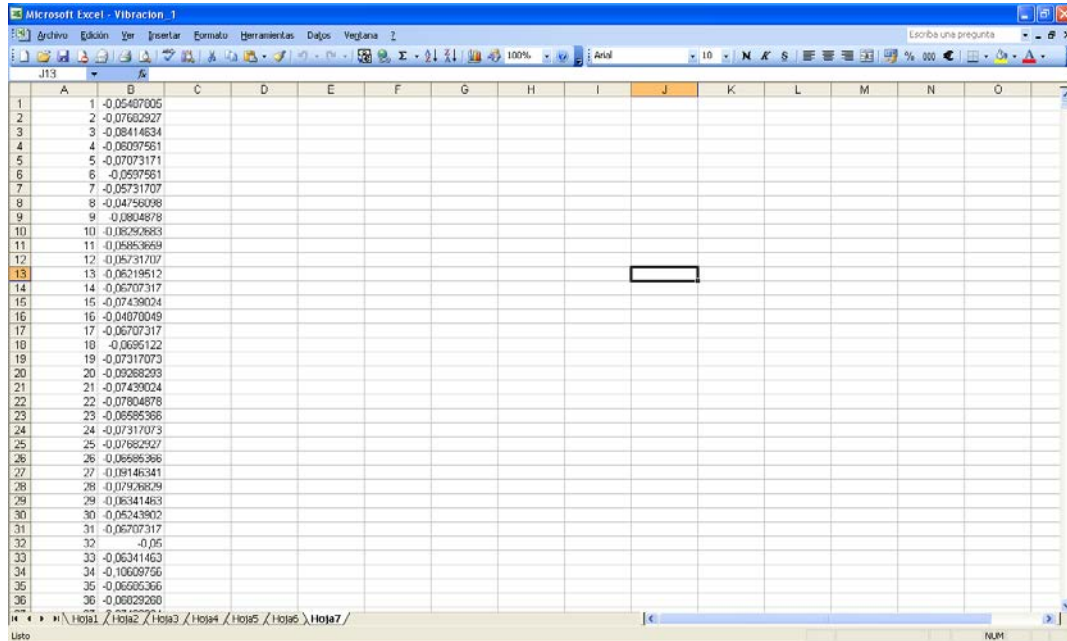 Microsoft Excel - Vibracion_1
Archivo Edición Ver Insertar Formato Herramientas Datos Ventana ? Escriba una pregunta
100% Arial 10 N K S % 000 €
J13 fx
A B C D E F G H I J K L M N O
1 1 -0,05487805
2 2 -0,07682927
3 3 -0,08414634
4 4 -0,06097561
5 5 -0,07073171
6 6 -0,0597561
7 7 -0,05731707
8 8 -0,04756098
9 9 -0,0804878
10 10 -0,08292683
11 11 -0,05853659
12 12 -0,05731707
13 13 -0,06219512
14 14 -0,06707317
15 15 -0,07439024
16 16 -0,04878049
17 17 -0,06707317
18 18 -0,0695122
19 19 -0,07317073
20 20 -0,09268293
21 21 -0,07439024
22 22 -0,07804878
23 23 -0,06585366
24 24 -0,07317073
25 25 -0,07682927
26 26 -0,06585366
27 27 -0,09146341
28 28 -0,07926829
29 29 -0,06341463
30 30 -0,05243902
31 31 -0,06707317
32 32 -0,05
33 33 -0,06341463
34 34 -0,10609756
35 35 -0,06585366
36 36 -0,06829268
Hoja1 Hoja2 Hoja3 Hoja4 Hoja5 Hoja6 Hoja7
Listo NUM